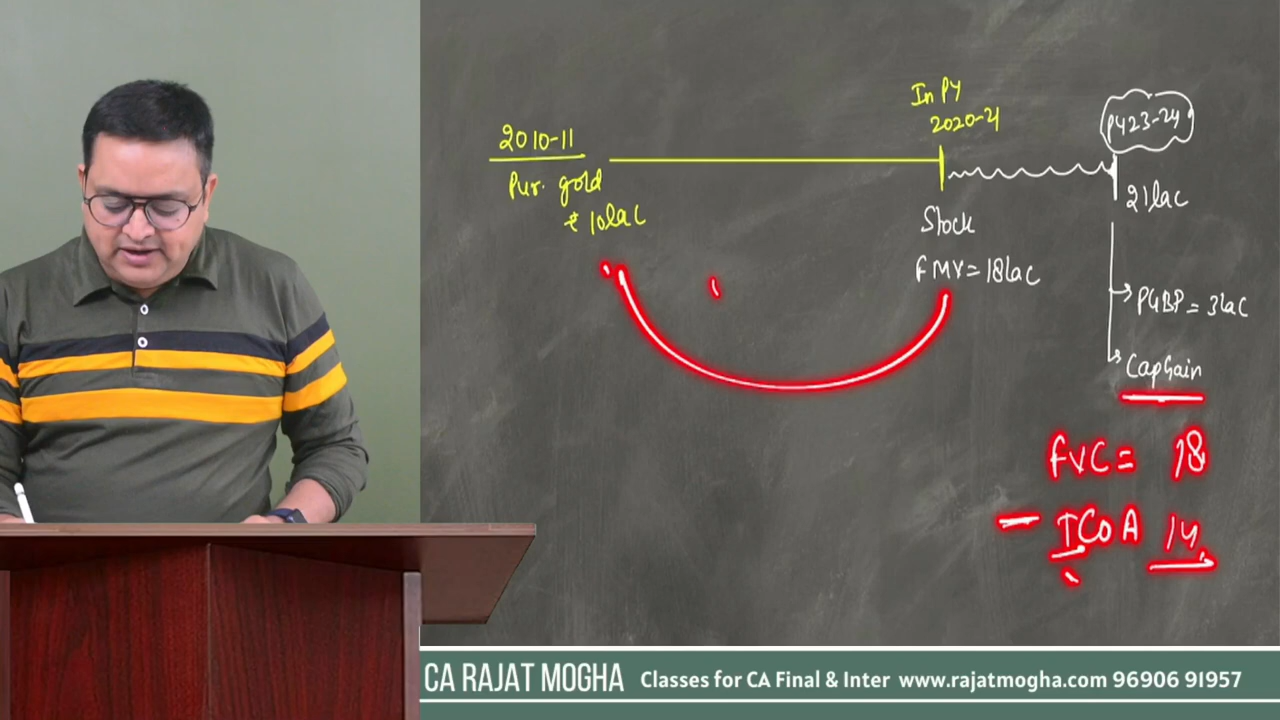 2010-11
Pur. gold
₹ 10lac
In PY
2020-21
Stock
FMV = 18lac
PY23-24
21lac
PGBP = 3lac
CapGain
FVC = 18
- ICoA 14
CA RAJAT MOGHA Classes for CA Final & Inter www.rajatmogha.com 96906 91957